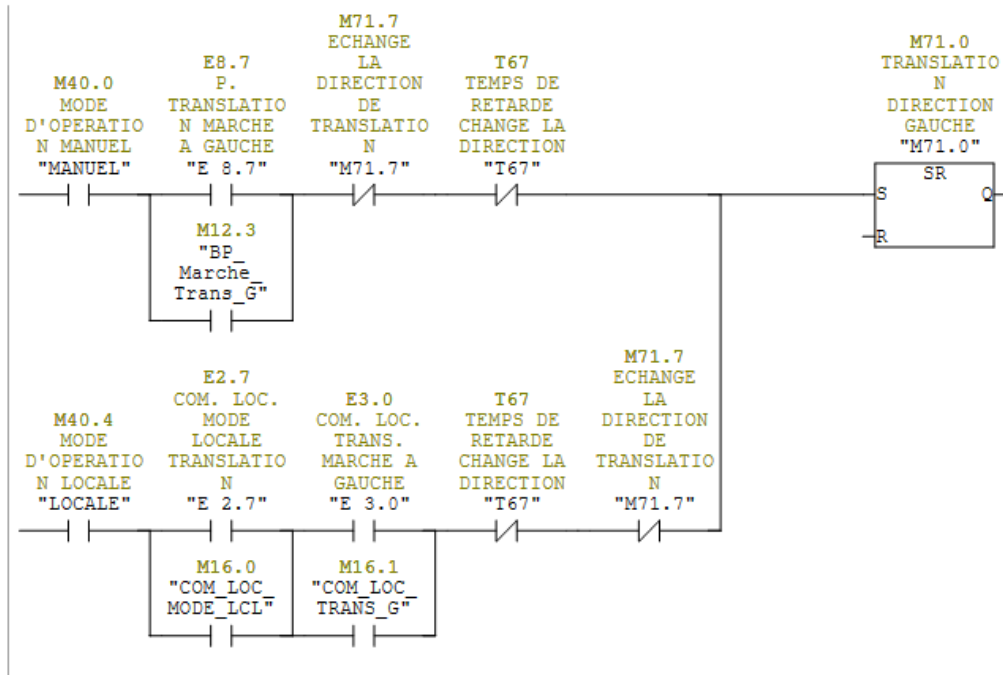 M40.0
MODE
D'OPERATIO
N MANUEL
"MANUEL"
E8.7
P.
TRANSLATIO
N MARCHE
A GAUCHE
"E 8.7"
M71.7
ECHANGE
LA
DIRECTION
DE
TRANSLATIO
N
"M71.7"
T67
TEMPS DE
RETARDE
CHANGE LA
DIRECTION
"T67"
M71.0
TRANSLATIO
N
DIRECTION
GAUCHE
"M71.0"
SR
S
Q
R
M12.3
"BP_
Marche_
Trans_G"
M40.4
MODE
D'OPERATIO
N LOCALE
"LOCALE"
E2.7
COM. LOC.
MODE
LOCALE
TRANSLATIO
N
"E 2.7"
E3.0
COM. LOC.
TRANS.
MARCHE A
GAUCHE
"E 3.0"
T67
TEMPS DE
RETARDE
CHANGE LA
DIRECTION
"T67"
M71.7
ECHANGE
LA
DIRECTION
DE
TRANSLATIO
N
"M71.7"
M16.0
"COM_LOC_
MODE_LCL"
M16.1
"COM_LOC_
TRANS_G"